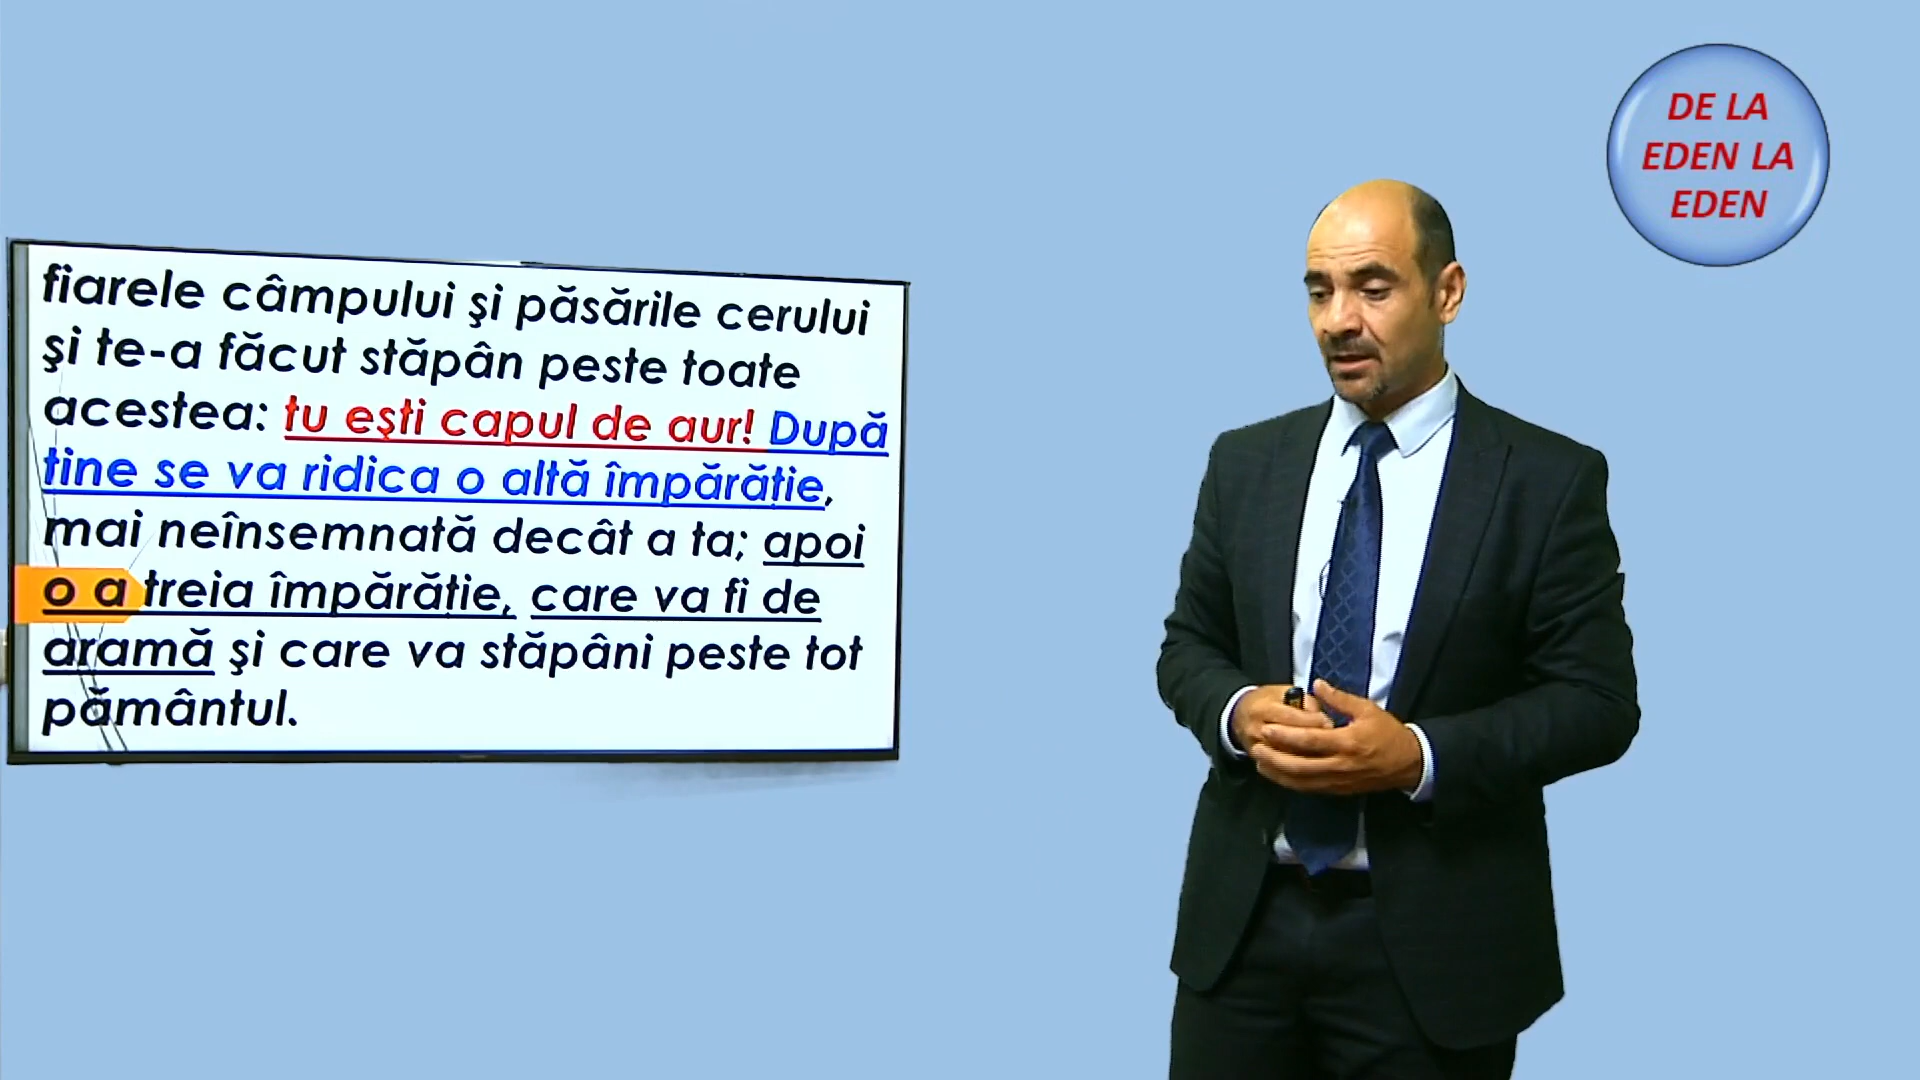 fiarele câmpului şi păsările cerului
şi te-a făcut stăpân peste toate
acestea: tu eşti capul de aur! După
tine se va ridica o altă împărăţie,
mai neînsemnată decât a ta; apoi
o a treia împărăţie, care va fi de
aramă şi care va stăpâni peste tot
pământul.
DE LA
EDEN LA
EDEN